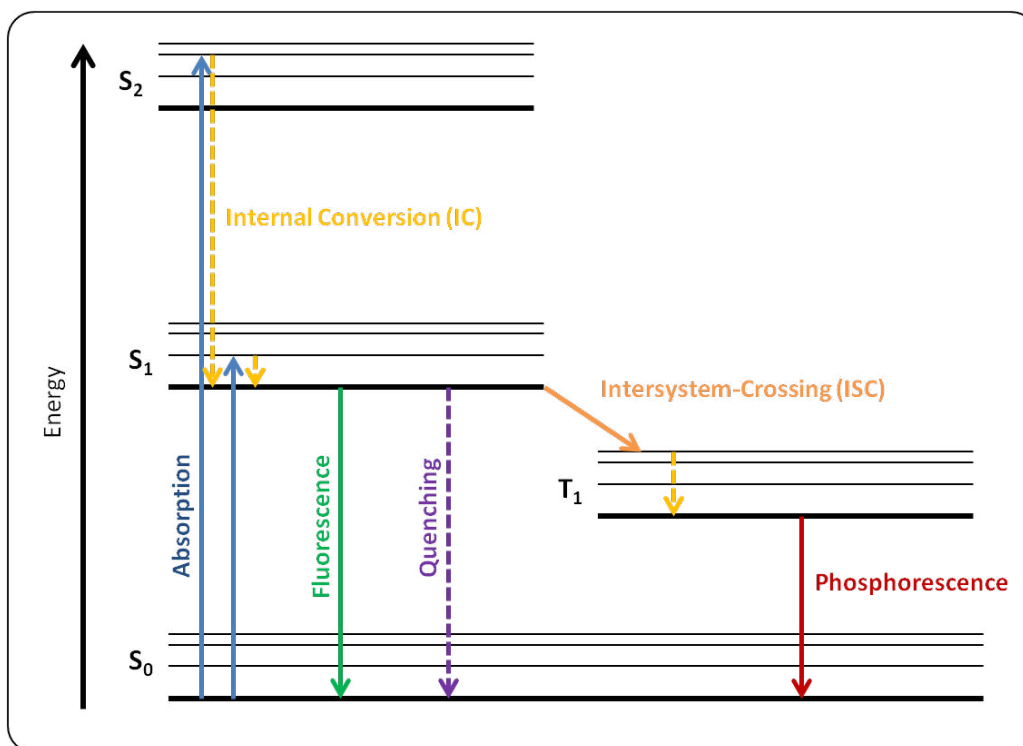 S2
Internal Conversion (IC)
S1
Intersystem-Crossing (ISC)
Energy
Absorption
Fluorescence
Quenching
T1
Phosphorescence
S0